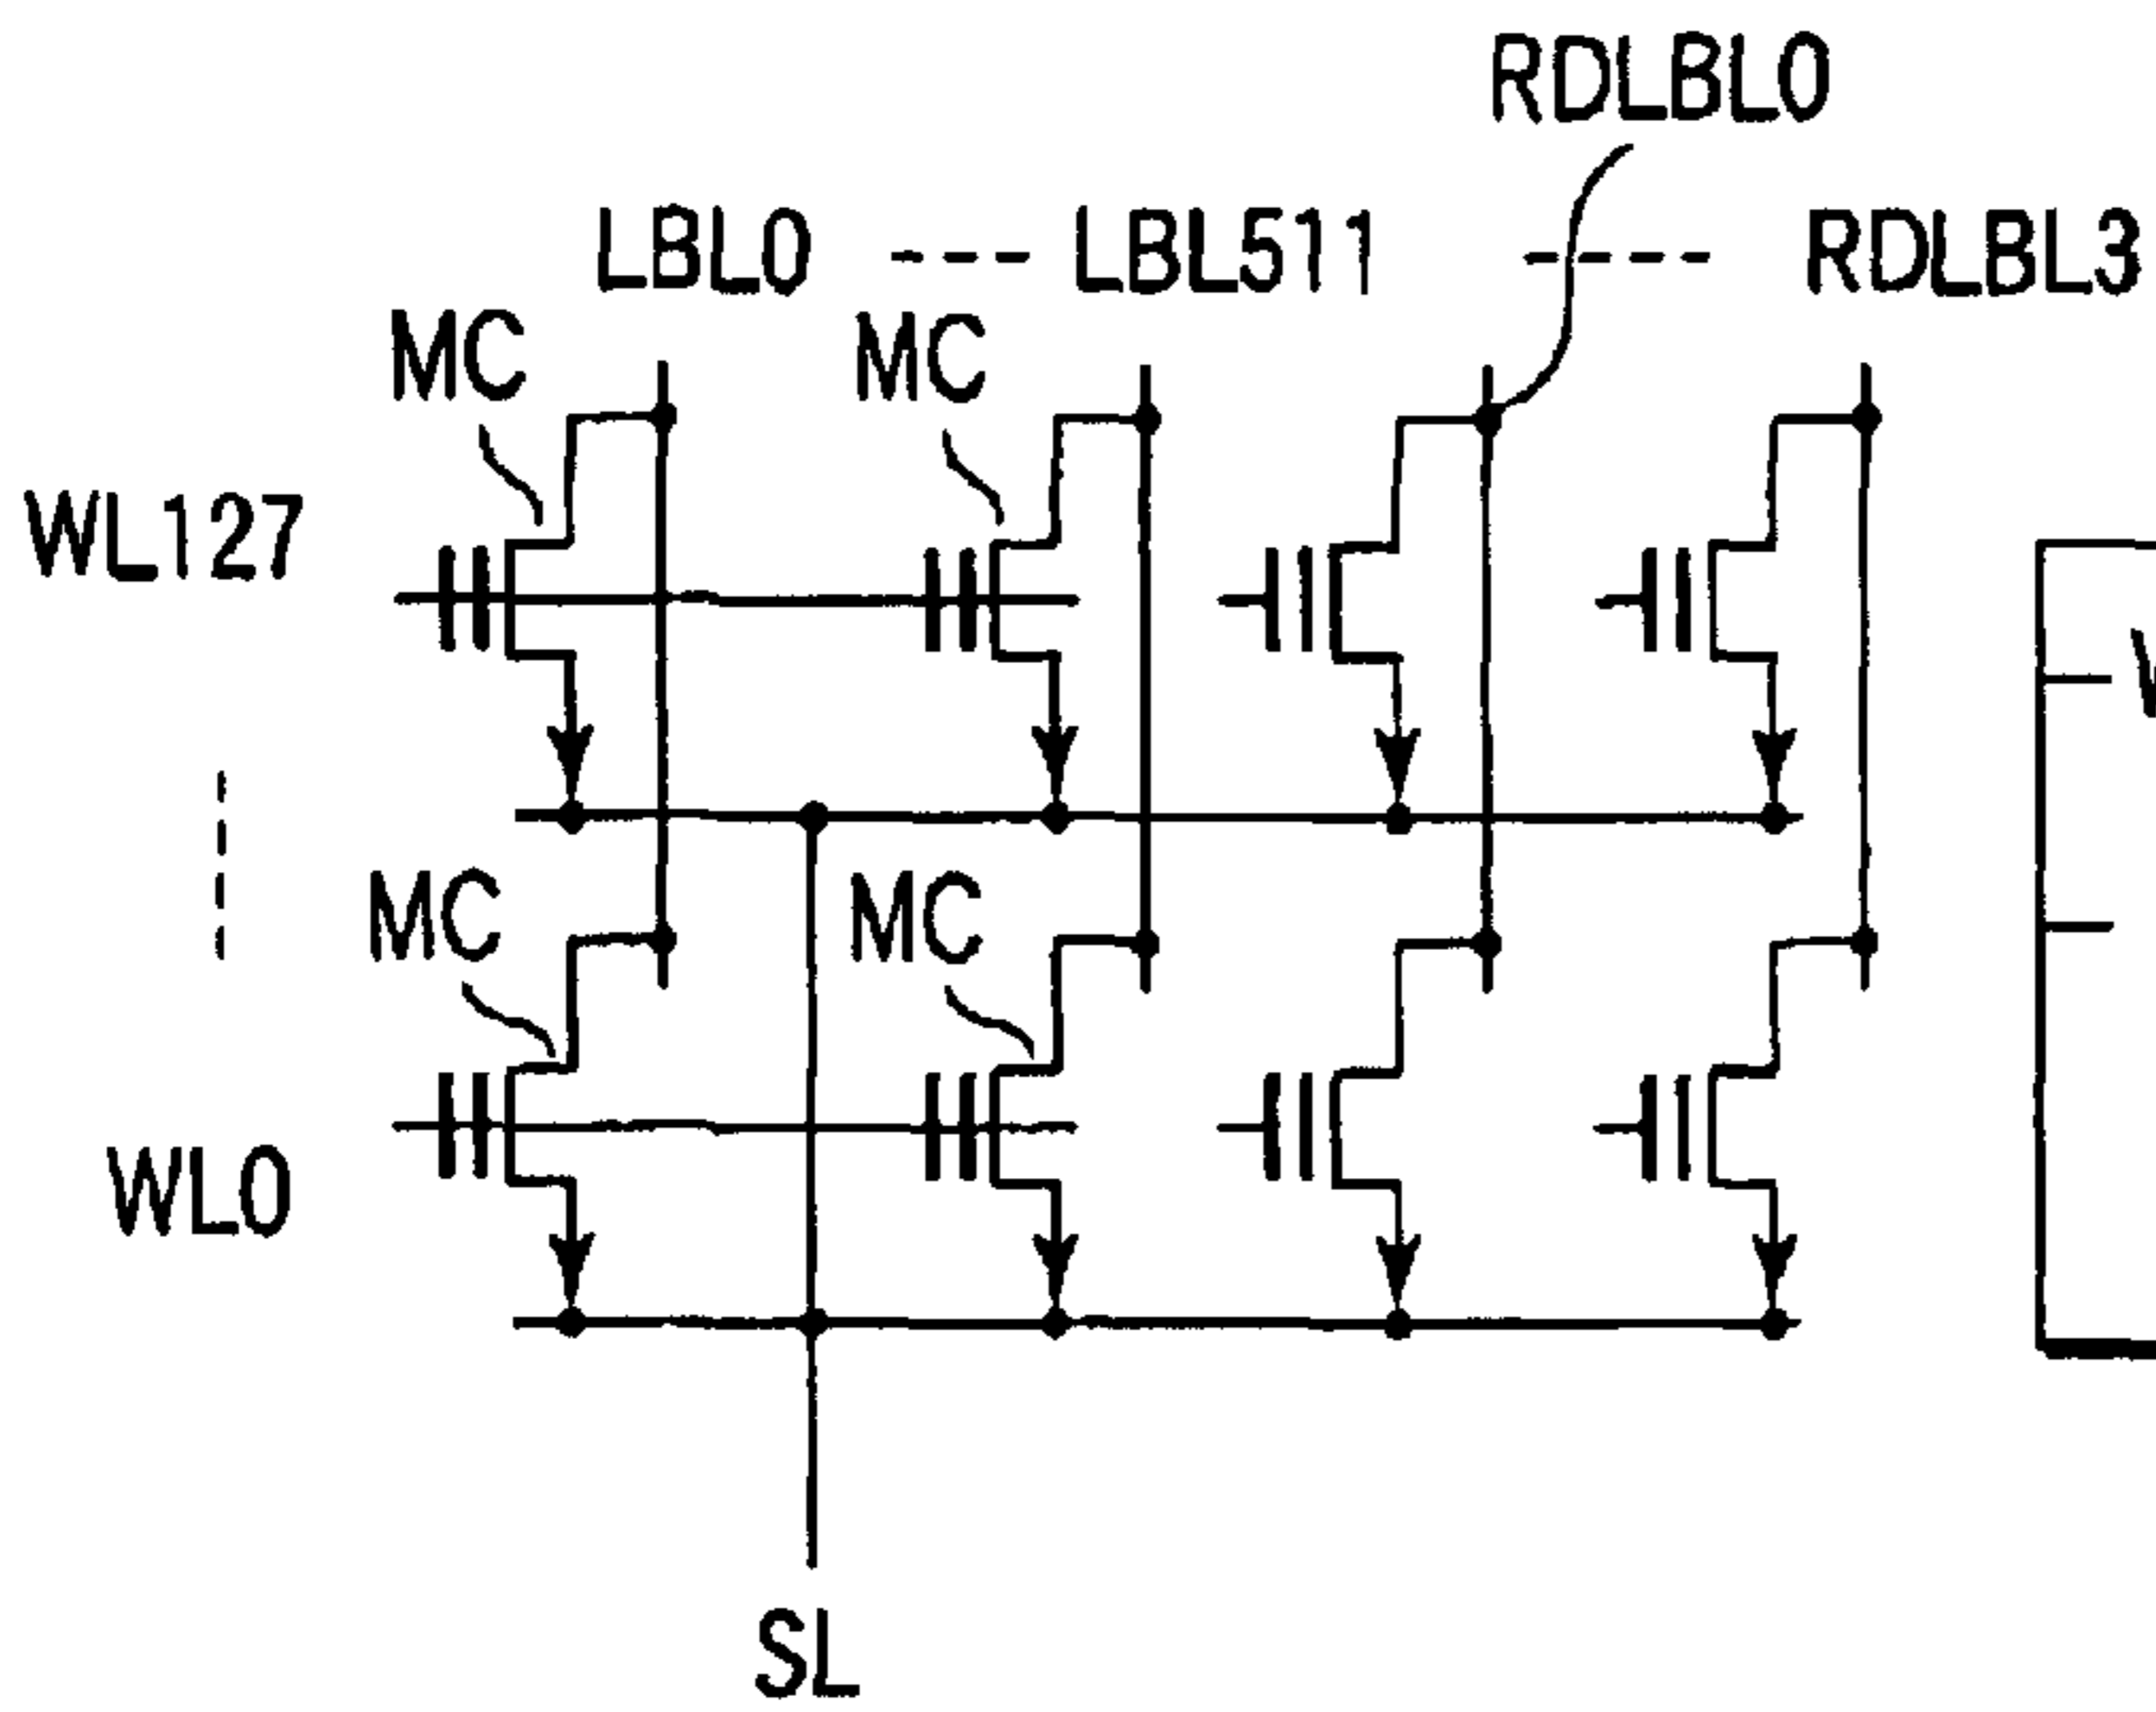 RDLBL0
LBL0 --- LBL511 ---- RDLBL3
MC MC
WL127
MC MC
WL0
SL